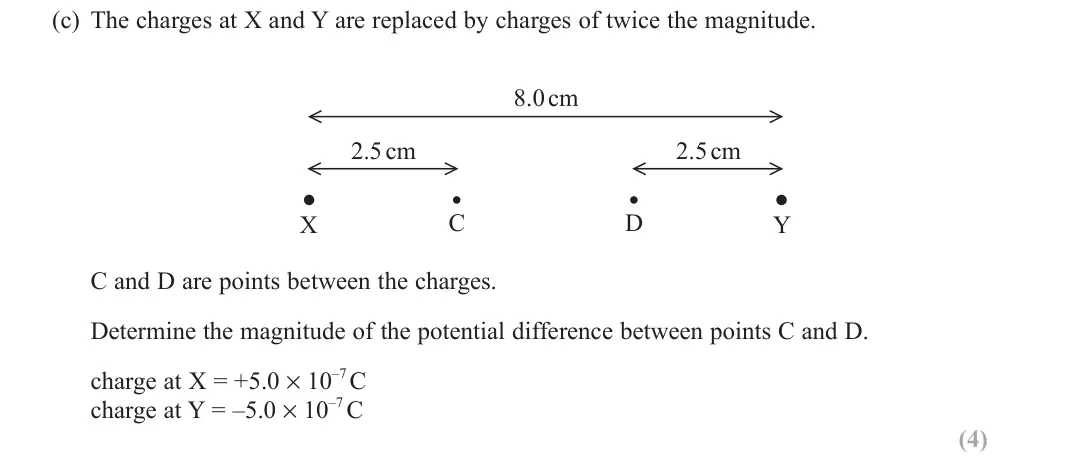 (c) The charges at X and Y are replaced by charges of twice the magnitude.
8.0 cm
2.5 cm 2.5 cm
X C D Y
C and D are points between the charges.
Determine the magnitude of the potential difference between points C and D.
charge at X = +5.0 × 10⁻⁷ C
charge at Y = –5.0 × 10⁻⁷ C
(4)